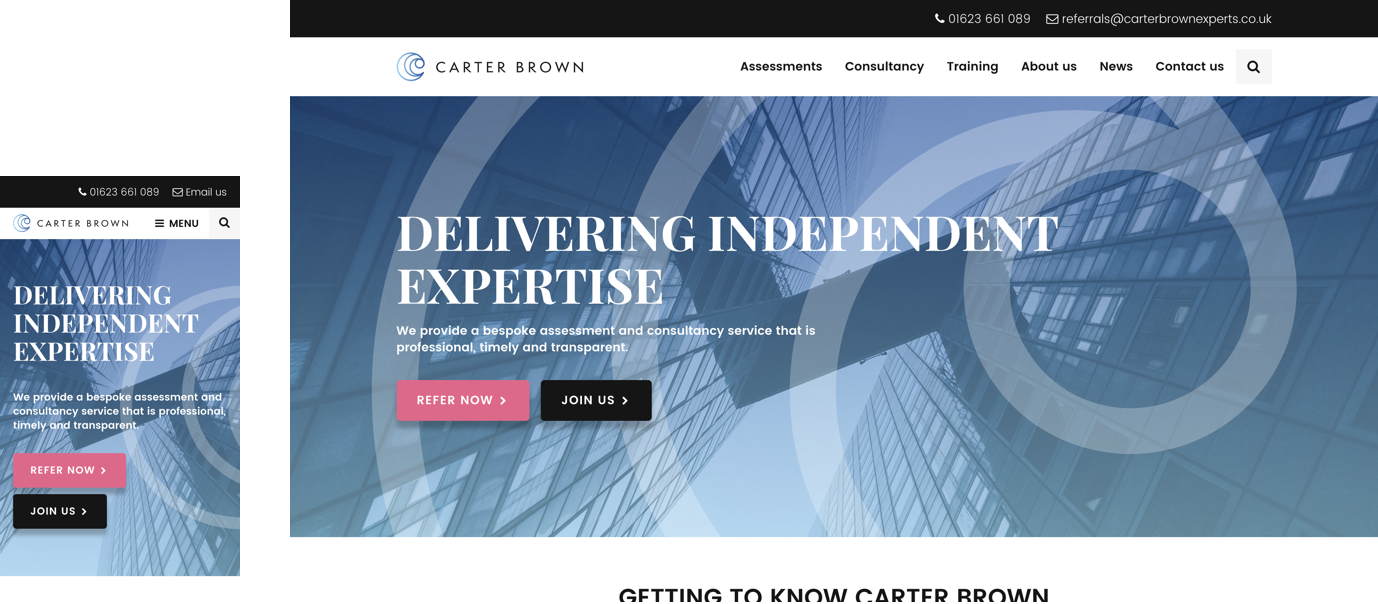 01623 661 089 referrals@carterbrownexperts.co.uk
CARTER BROWN Assessments Consultancy Training About us News Contact us
DELIVERING INDEPENDENT
EXPERTISE
We provide a bespoke assessment and consultancy service that is
professional, timely and transparent.
REFER NOW JOIN US
GETTING TO KNOW CARTER BROWN
01623 661 089 Email us
CARTER BROWN MENU
DELIVERING
INDEPENDENT
EXPERTISE
We provide a bespoke assessment and
consultancy service that is professional,
timely and transparent.
REFER NOW
JOIN US